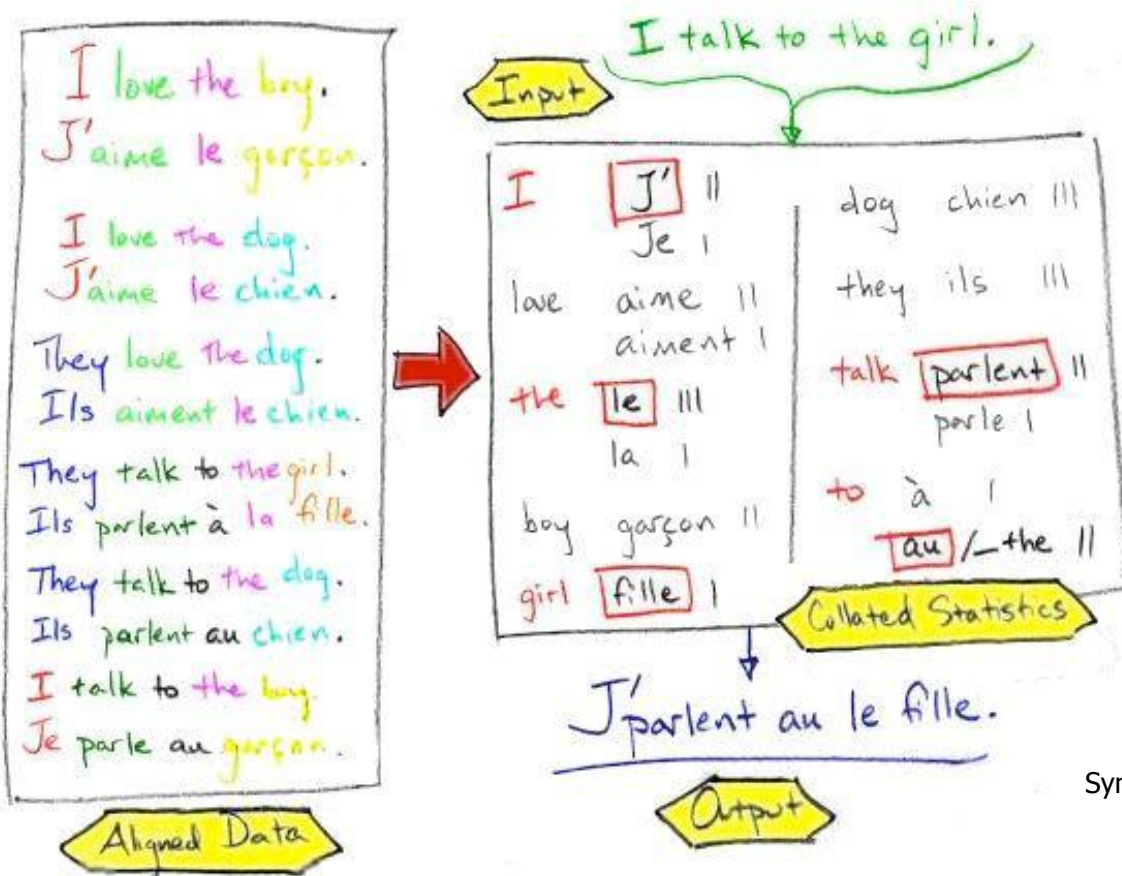 I love the boy.
J'aime le garçon.
I love the dog.
J'aime le chien.
They love the dog.
Ils aiment le chien.
They talk to the girl.
Ils parlent à la fille.
They talk to the dog.
Ils parlent au chien.
I talk to the boy.
Je parle au garçon.
Aligned Data
I talk to the girl.
Input
I J' ||
Je |
love aime ||
aiment |
the le |||
la |
boy garçon ||
girl fille |
dog chien |||
they ils |||
talk parlent ||
parle |
to à |
au /_the ||
Collated Statistics
J'parlent au le fille.
Output
Syn